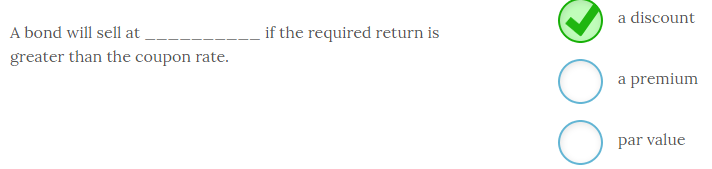 A bond will sell at __________ if the required return is
greater than the coupon rate.
a discount
a premium
par value